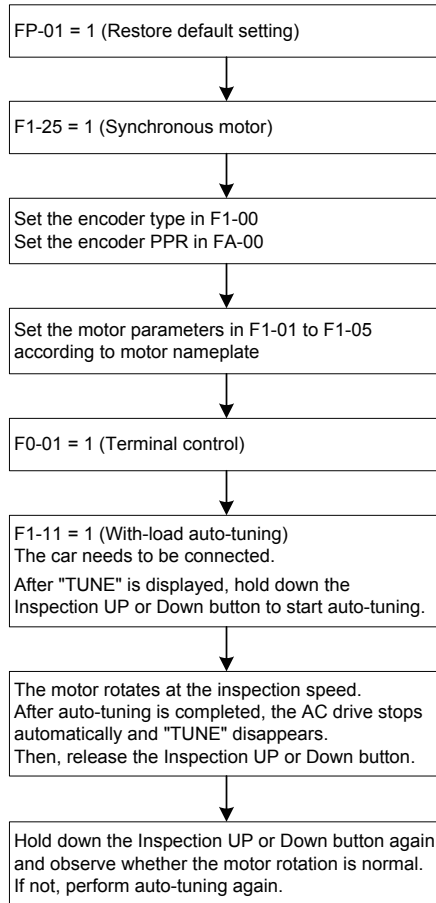 FP-01 = 1 (Restore default setting)
F1-25 = 1 (Synchronous motor)
Set the encoder type in F1-00
Set the encoder PPR in FA-00
Set the motor parameters in F1-01 to F1-05
according to motor nameplate
F0-01 = 1 (Terminal control)
F1-11 = 1 (With-load auto-tuning)
The car needs to be connected.
After "TUNE" is displayed, hold down the
Inspection UP or Down button to start auto-tuning.
The motor rotates at the inspection speed.
After auto-tuning is completed, the AC drive stops
automatically and "TUNE" disappears.
Then, release the Inspection UP or Down button.
Hold down the Inspection UP or Down button again
and observe whether the motor rotation is normal.
If not, perform auto-tuning again.